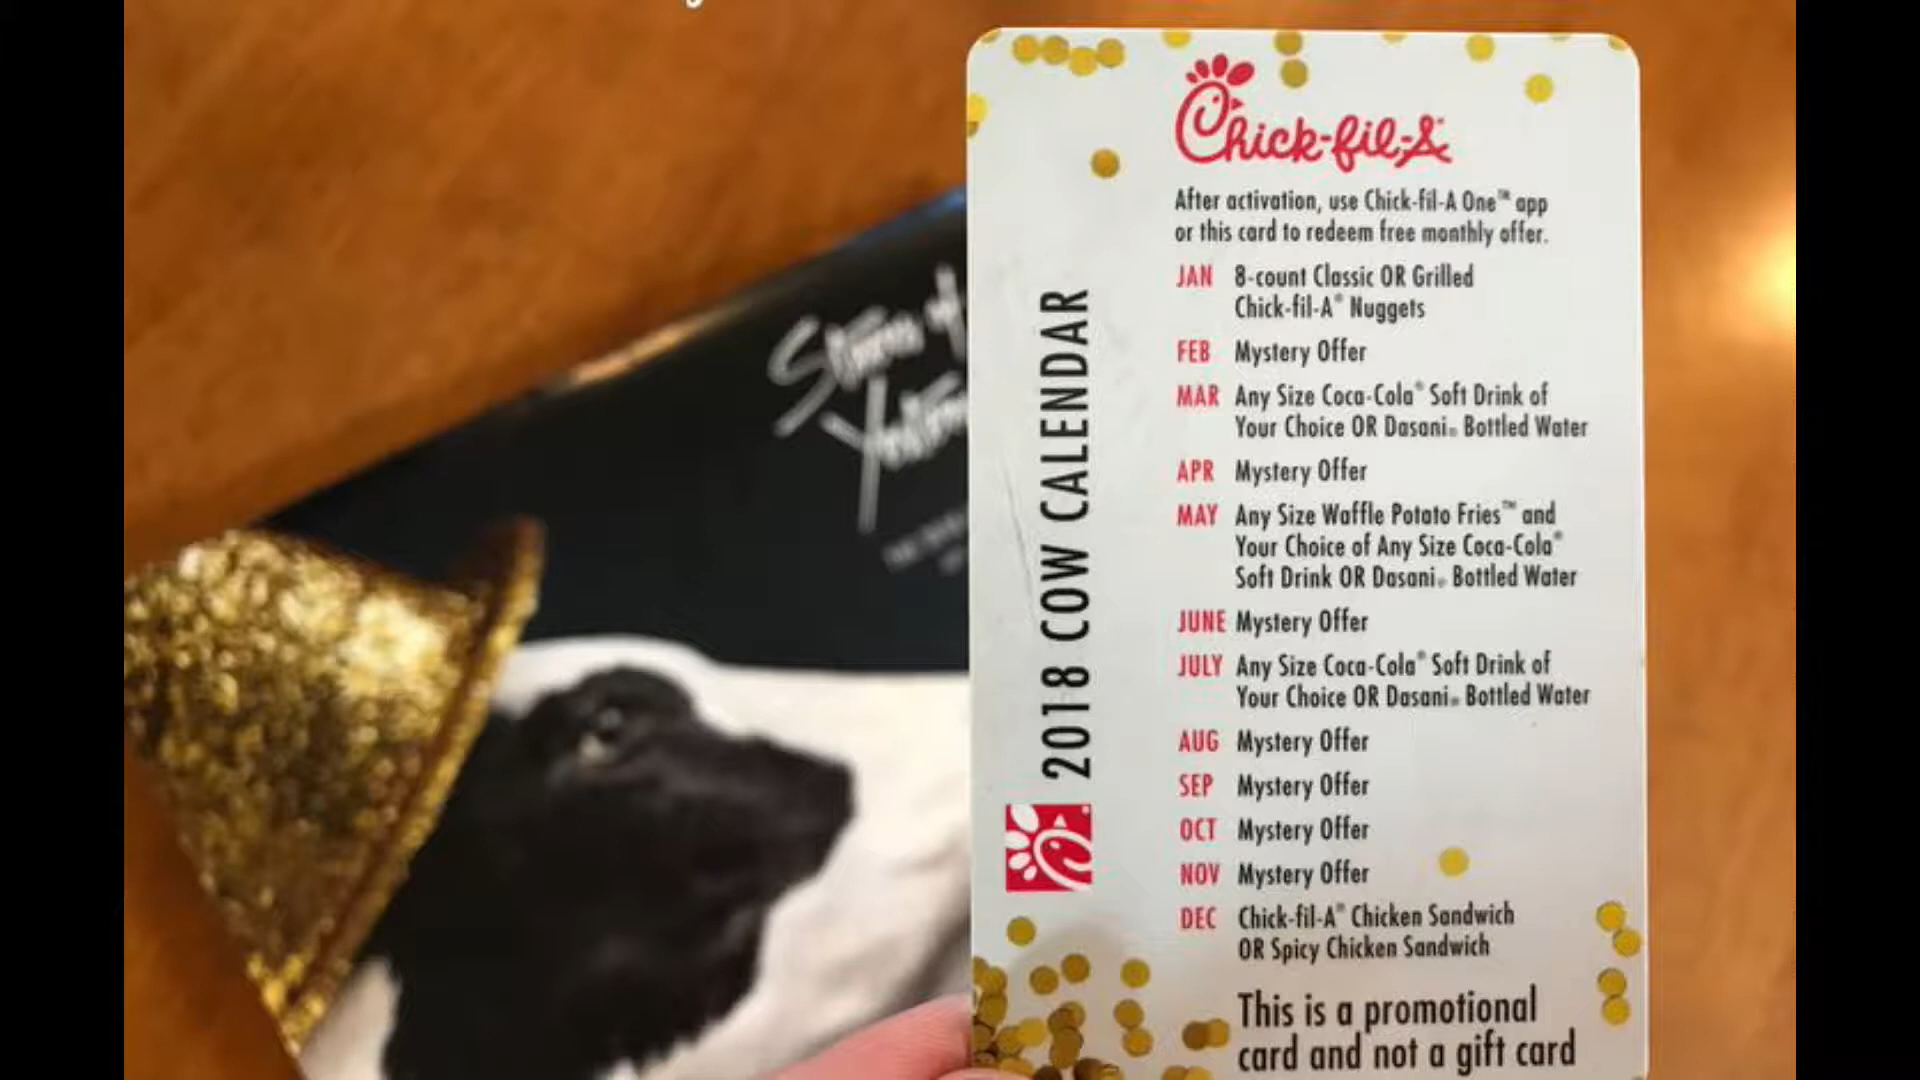 Chick-fil-A®
After activation, use Chick-fil-A One™ app
or this card to redeem free monthly offer.
JAN 8-count Classic OR Grilled
Chick-fil-A® Nuggets
FEB Mystery Offer
MAR Any Size Coca-Cola® Soft Drink of
Your Choice OR Dasani® Bottled Water
APR Mystery Offer
MAY Any Size Waffle Potato Fries™ and
Your Choice of Any Size Coca-Cola®
Soft Drink OR Dasani® Bottled Water
JUNE Mystery Offer
JULY Any Size Coca-Cola® Soft Drink of
Your Choice OR Dasani® Bottled Water
AUG Mystery Offer
SEP Mystery Offer
OCT Mystery Offer
NOV Mystery Offer
DEC Chick-fil-A® Chicken Sandwich
OR Spicy Chicken Sandwich
This is a promotional
card and not a gift card
2018 COW CALENDAR